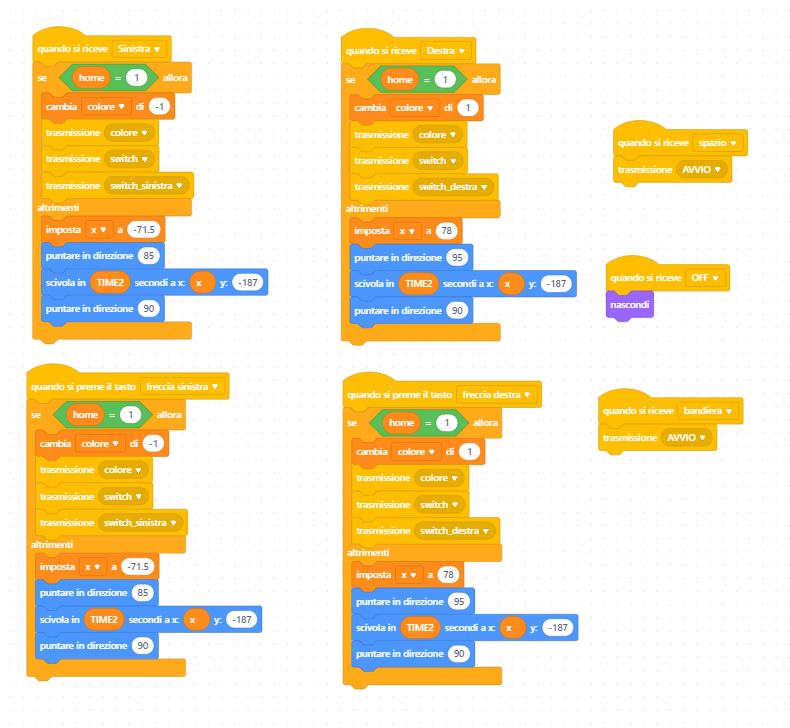 quando si riceve Sinistra
se home = 1 allora
cambia colore di -1
trasmissione colore
trasmissione switch
trasmissione switch_sinistra
altrimenti
imposta x a -71.5
puntare in direzione 85
scivola in TIME2 secondi a x: x y: -187
puntare in direzione 90
quando si riceve Destra
se home = 1 allora
cambia colore di 1
trasmissione colore
trasmissione switch
trasmissione switch_destra
altrimenti
imposta x a 78
puntare in direzione 95
scivola in TIME2 secondi a x: x y: -187
puntare in direzione 90
quando si riceve spazio
trasmissione AVVIO
quando si riceve OFF
nascondi
quando si preme il tasto freccia sinistra
se home = 1 allora
cambia colore di -1
trasmissione colore
trasmissione switch
trasmissione switch_sinistra
altrimenti
imposta x a -71.5
puntare in direzione 85
scivola in TIME2 secondi a x: x y: -187
puntare in direzione 90
quando si preme il tasto freccia destra
se home = 1 allora
cambia colore di 1
trasmissione colore
trasmissione switch
trasmissione switch_destra
altrimenti
imposta x a 78
puntare in direzione 95
scivola in TIME2 secondi a x: x y: -187
puntare in direzione 90
quando si riceve bandiera
trasmissione AVVIO